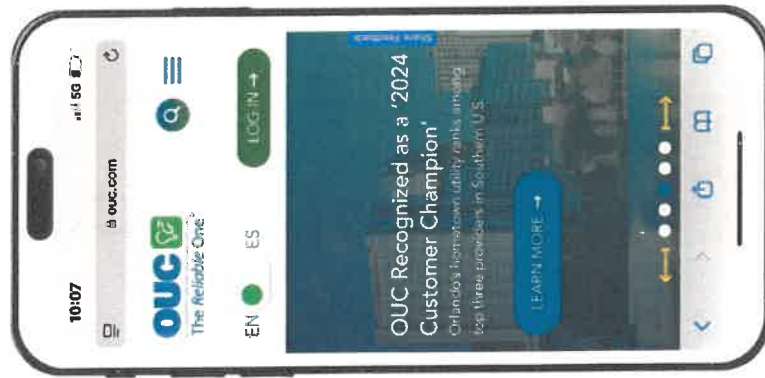 10:07
5G
ouc.com
OUC
The Reliable One®
EN ES
LOG IN →
Share Feedback
OUC Recognized as a '2024
Customer Champion'
Orlando's hometown utility ranks among
top three providers in Southern U.S.
LEARN MORE →